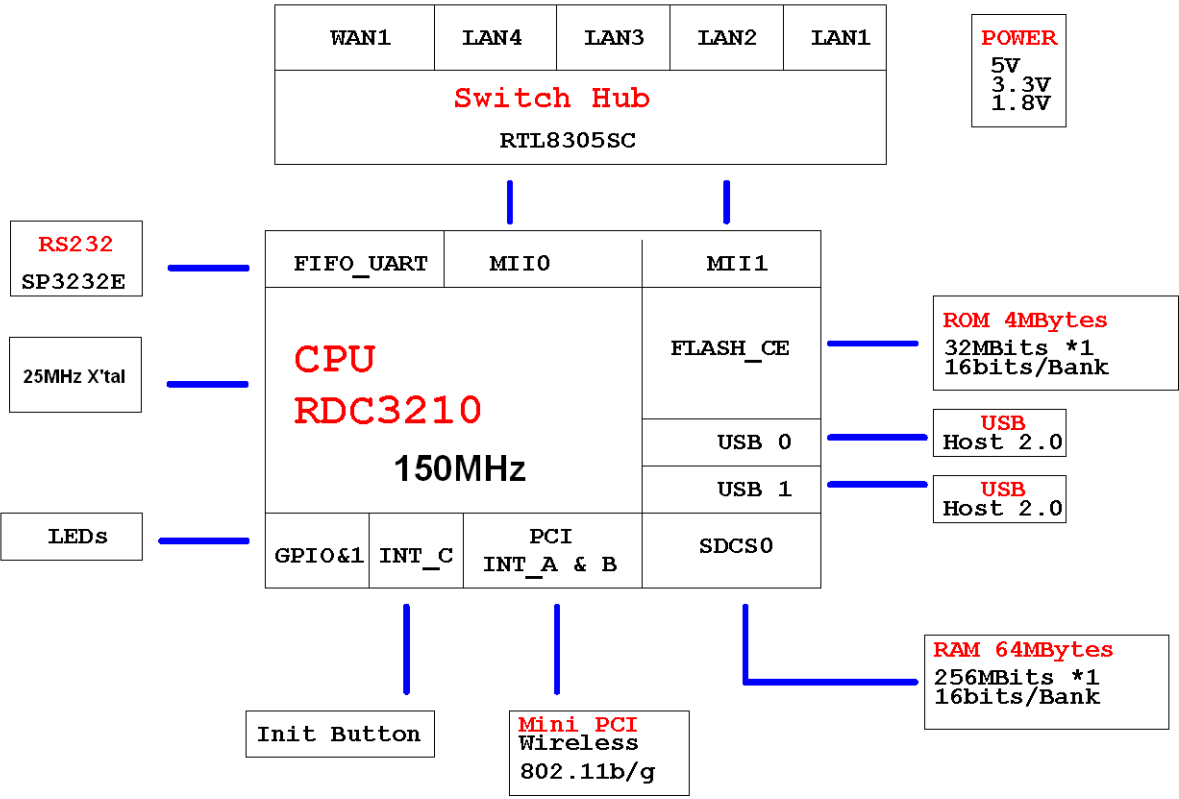 WAN1 LAN4 LAN3 LAN2 LAN1
Switch Hub
RTL8305SC
POWER
5V
3.3V
1.8V
RS232
SP3232E
25MHz X'tal
LEDs
FIFO_UART MII0 MII1
CPU
RDC3210
150MHz
FLASH_CE
USB 0
USB 1
GPIO&1 INT_C
PCI
INT_A & B
SDCS0
ROM 4MBytes
32MBits *1
16bits/Bank
USB
Host 2.0
USB
Host 2.0
RAM 64MBytes
256MBits *1
16bits/Bank
Init Button
Mini PCI
Wireless
802.11b/g